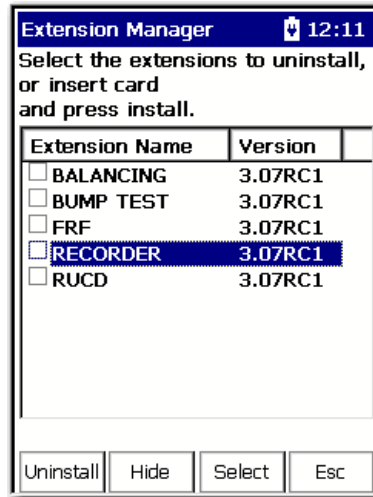 Extension Manager 12:11
Select the extensions to uninstall,
or insert card
and press install.
Extension Name Version
BALANCING 3.07RC1
BUMP TEST 3.07RC1
FRF 3.07RC1
RECORDER 3.07RC1
RUCD 3.07RC1
Uninstall Hide Select Esc